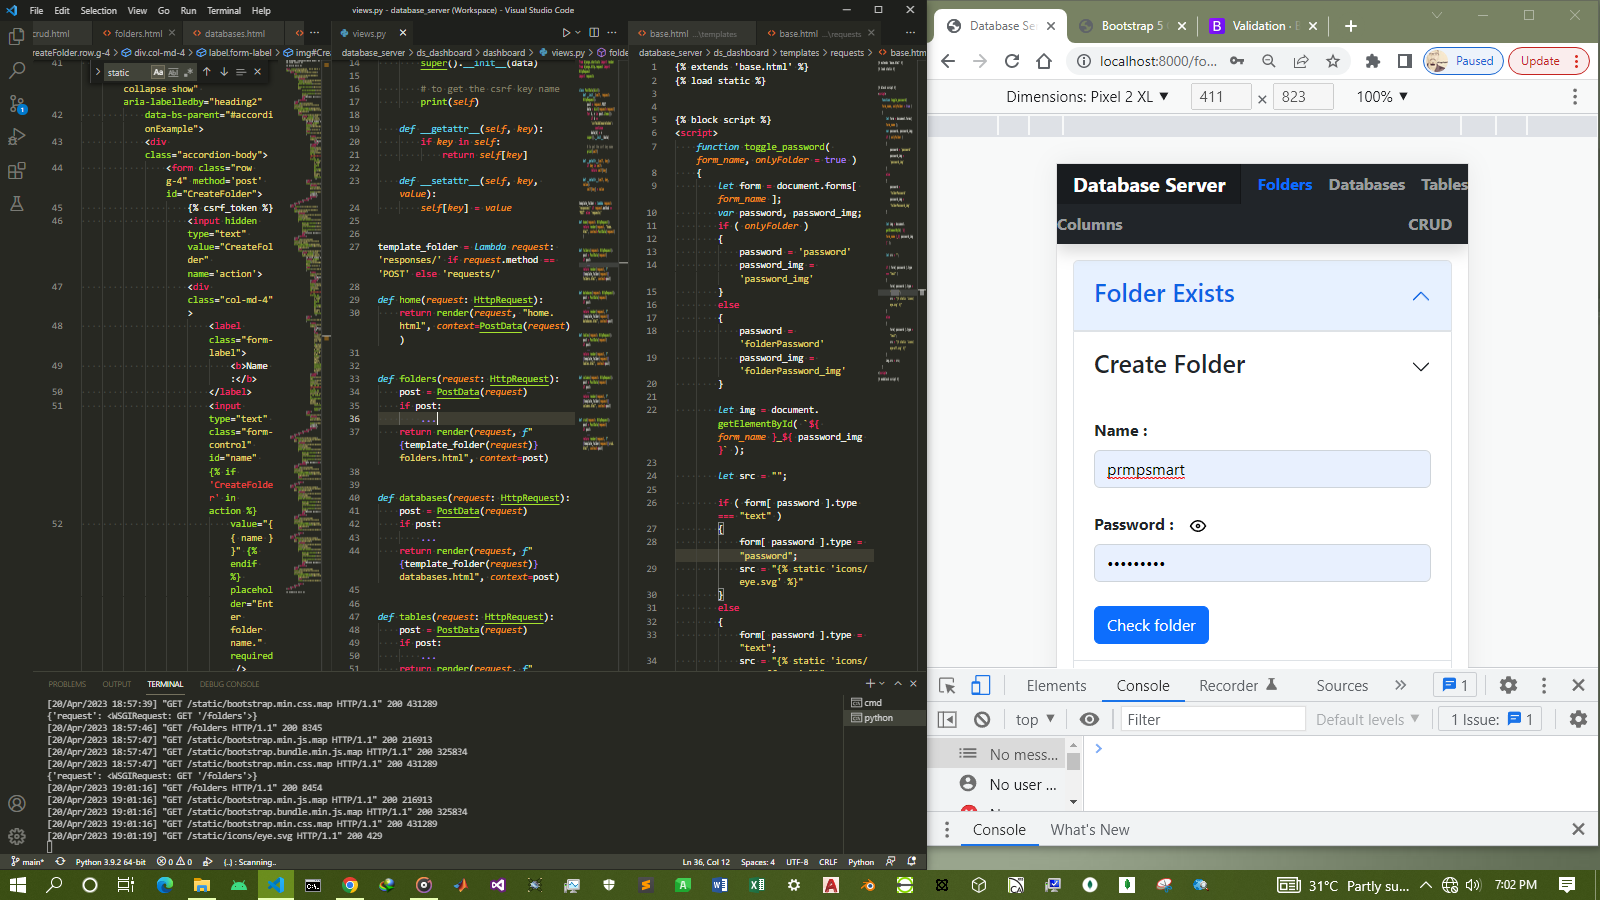 File Edit Selection View Go Run Terminal Help
views.py - database_server (Workspace) - Visual Studio Code
crud.html
folders.html
databases.html
views.py
base.html ...\templates
base.html ...\requests
createFolder.row.g-4 > div.col-md-4 > label.form-label > img#Crea
database_server > ds_dashboard > dashboard > views.py > folde
database_server > ds_dashboard > templates > requests > base.htm
static
41
collapse show"
aria-labelledby="heading2"
42 data-bs-parent="#accordi
onExample">
43 <div
class="accordion-body">
44 <form class="row
g-4" method='post'
id="CreateFolder">
45 {% csrf_token %}
46 <input hidden
type="text"
value="CreateFol
der"
name='action'>
47 <div
class="col-md-4"
>
48 <label
class="form-
label">
49 <b>Name
:</b>
50 </label>
51 <input
type="text"
class="form-
control"
id="name"
{% if
'CreateFolde
r' in
action %}
52 value="{
{ name }
}" {%
endif
%}
placehol
der="Ent
er
folder
name."
required
/>
14 super().__init__(data)
15
16 # to get the csrf key name
17 print(self)
18
19 def __getattr__(self, key):
20 if key in self:
21 return self[key]
22
23 def __setattr__(self, key,
value):
24 self[key] = value
25
26
27 template_folder = lambda request:
'responses/' if request.method ==
'POST' else 'requests/'
28
29 def home(request: HttpRequest):
30 return render(request, "home.
html", context=PostData(request)
)
31
32
33 def folders(request: HttpRequest):
34 post = PostData(request)
35 if post:
36 ...
37 return render(request, f"
{template_folder(request)}
folders.html", context=post)
38
39
40 def databases(request: HttpRequest):
41 post = PostData(request)
42 if post:
43 ...
44 return render(request, f"
{template_folder(request)}
databases.html", context=post)
45
46
47 def tables(request: HttpRequest):
48 post = PostData(request)
49 if post:
50 ...
51 return render(request, f"
1 {% extends 'base.html' %}
2 {% load static %}
3
4
5 {% block script %}
6 <script>
7 function toggle_password(
form_name, onlyFolder = true )
8 {
9 let form = document.forms[
form_name ];
10 var password, password_img;
11 if ( onlyFolder )
12 {
13 password = 'password'
14 password_img =
'password_img'
15 }
16 else
17 {
18 password =
'folderPassword'
19 password_img =
'folderPassword_img'
20 }
21
22 let img = document.
getElementById( `${
form_name }_${ password_img
}` );
23
24 let src = "";
25
26 if ( form[ password ].type
=== "text" )
27 {
28 form[ password ].type =
"password";
29 src = "{% static 'icons/
eye.svg' %}"
30 }
31 else
32 {
33 form[ password ].type =
"text";
34 src = "{% static 'icons/
PROBLEMS OUTPUT TERMINAL DEBUG CONSOLE
cmd
python
[20/Apr/2023 18:57:39] "GET /static/bootstrap.min.css.map HTTP/1.1" 200 431289
{'request': <WSGIRequest: GET '/folders'>}
[20/Apr/2023 18:57:46] "GET /folders HTTP/1.1" 200 8345
[20/Apr/2023 18:57:47] "GET /static/bootstrap.min.js.map HTTP/1.1" 200 216913
[20/Apr/2023 18:57:47] "GET /static/bootstrap.bundle.min.js.map HTTP/1.1" 200 325834
[20/Apr/2023 18:57:47] "GET /static/bootstrap.min.css.map HTTP/1.1" 200 431289
{'request': <WSGIRequest: GET '/folders'>}
[20/Apr/2023 19:01:16] "GET /folders HTTP/1.1" 200 8454
[20/Apr/2023 19:01:16] "GET /static/bootstrap.min.js.map HTTP/1.1" 200 216913
[20/Apr/2023 19:01:16] "GET /static/bootstrap.bundle.min.js.map HTTP/1.1" 200 325834
[20/Apr/2023 19:01:16] "GET /static/bootstrap.min.css.map HTTP/1.1" 200 431289
[20/Apr/2023 19:01:19] "GET /static/icons/eye.svg HTTP/1.1" 200 429
main* Python 3.9.2 64-bit 0 0 {..} : Scanning.. Ln 36, Col 12 Spaces: 4 UTF-8 CRLF Python
Database Se
Bootstrap 5
Validation · B
localhost:8000/fo...
Paused
Update
Dimensions: Pixel 2 XL ▼ 411 × 823 100% ▼
Database Server Folders Databases Tables
Columns CRUD
Folder Exists
Create Folder
Name :
prmpsmart
Password :
Check folder
Elements Console Recorder Sources » 1
top ▼ Filter Default levels ▼ 1 Issue: 1
No mess...
No user ...
Console What's New
31°C Partly su... 7:02 PM